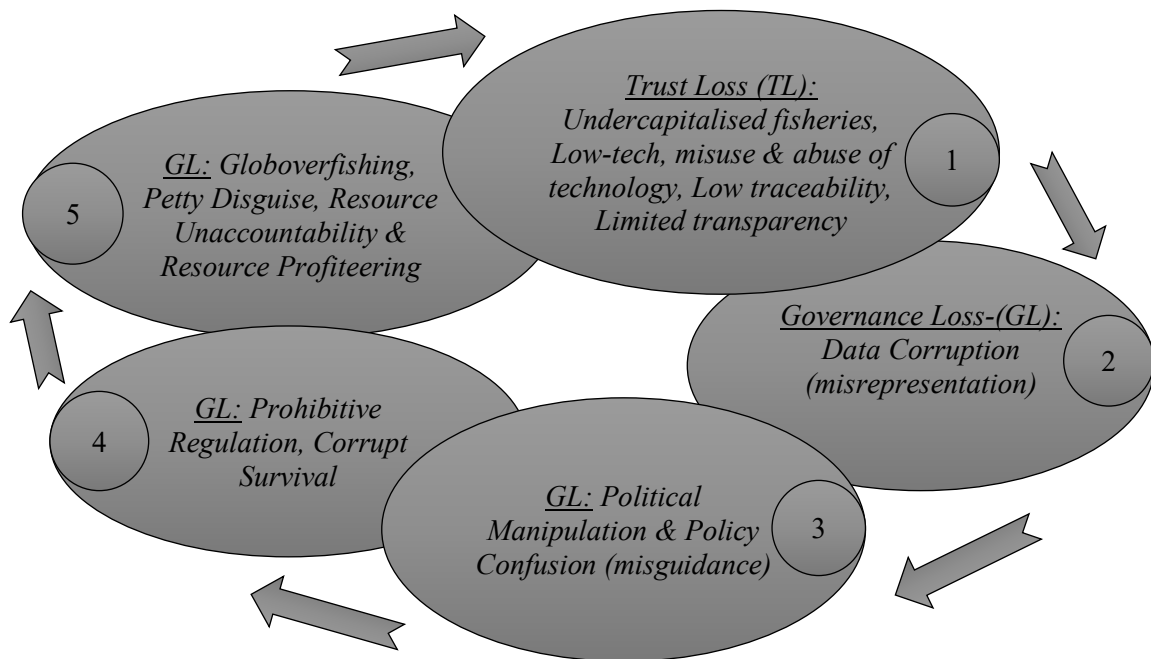 Trust Loss (TL):
Undercapitalised fisheries,
Low-tech, misuse & abuse of
technology, Low traceability,
Limited transparency
1
Governance Loss-(GL):
Data Corruption
(misrepresentation)
2
GL: Political
Manipulation & Policy
Confusion (misguidance)
3
GL: Prohibitive
Regulation, Corrupt
Survival
4
GL: Globoverfishing,
Petty Disguise, Resource
Unaccountability &
Resource Profiteering
5